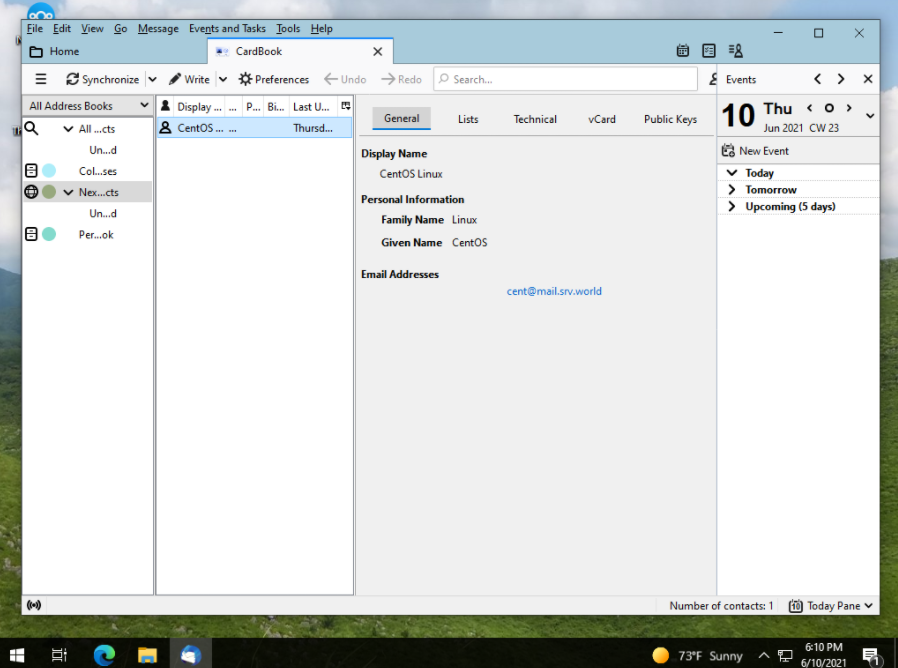 File Edit View Go Message Events and Tasks Tools Help
Home
CardBook
Synchronize Write Preferences Undo Redo Search...
Events
All Address Books
Display ... ... P... Bi... Last U...
All ...cts
CentOS ... ... Thursd...
Un...d
Col...ses
Nex...cts
Un...d
Per...ok
General Lists Technical vCard Public Keys
Display Name
CentOS Linux
Personal Information
Family Name Linux
Given Name CentOS
Email Addresses
cent@mail.srv.world
10 Thu
Jun 2021 CW 23
New Event
Today
Tomorrow
Upcoming (5 days)
Number of contacts: 1 10 Today Pane
73°F Sunny
6:10 PM
6/10/2021
1